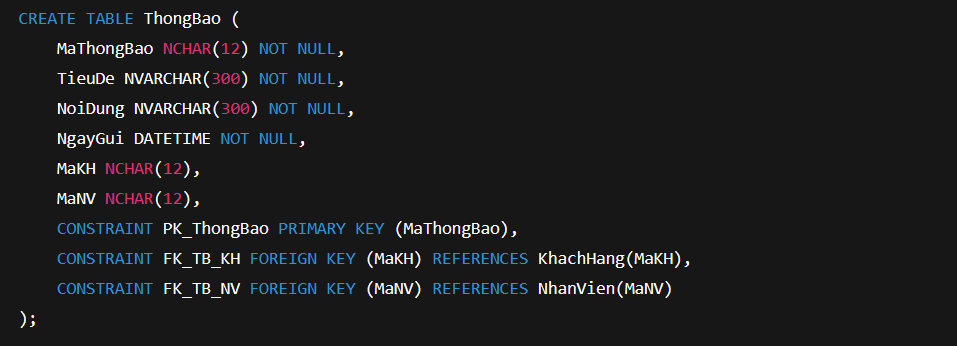 CREATE TABLE ThongBao (
    MaThongBao NCHAR(12) NOT NULL,
    TieuDe NVARCHAR(300) NOT NULL,
    NoiDung NVARCHAR(300) NOT NULL,
    NgayGui DATETIME NOT NULL,
    MaKH NCHAR(12),
    MaNV NCHAR(12),
    CONSTRAINT PK_ThongBao PRIMARY KEY (MaThongBao),
    CONSTRAINT FK_TB_KH FOREIGN KEY (MaKH) REFERENCES KhachHang(MaKH),
    CONSTRAINT FK_TB_NV FOREIGN KEY (MaNV) REFERENCES NhanVien(MaNV)
);